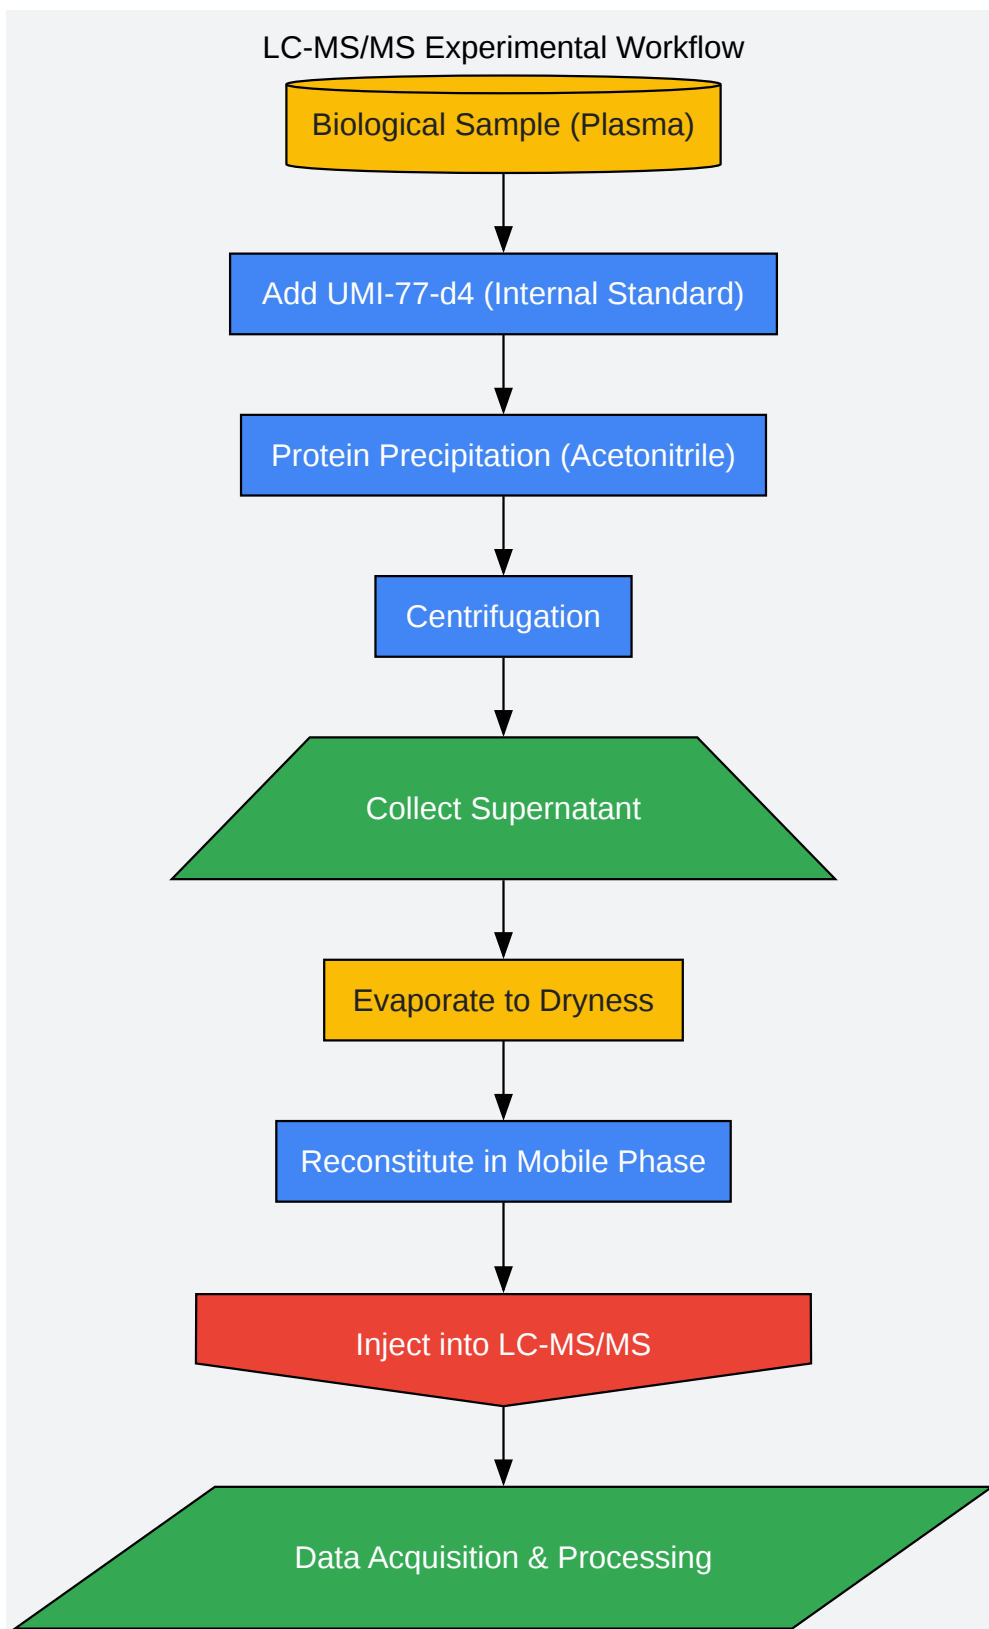 LC-MS/MS Experimental Workflow
Biological Sample (Plasma)
Add UMI-77-d4 (Internal Standard)
Protein Precipitation (Acetonitrile)
Centrifugation
Collect Supernatant
Evaporate to Dryness
Reconstitute in Mobile Phase
Inject into LC-MS/MS
Data Acquisition & Processing